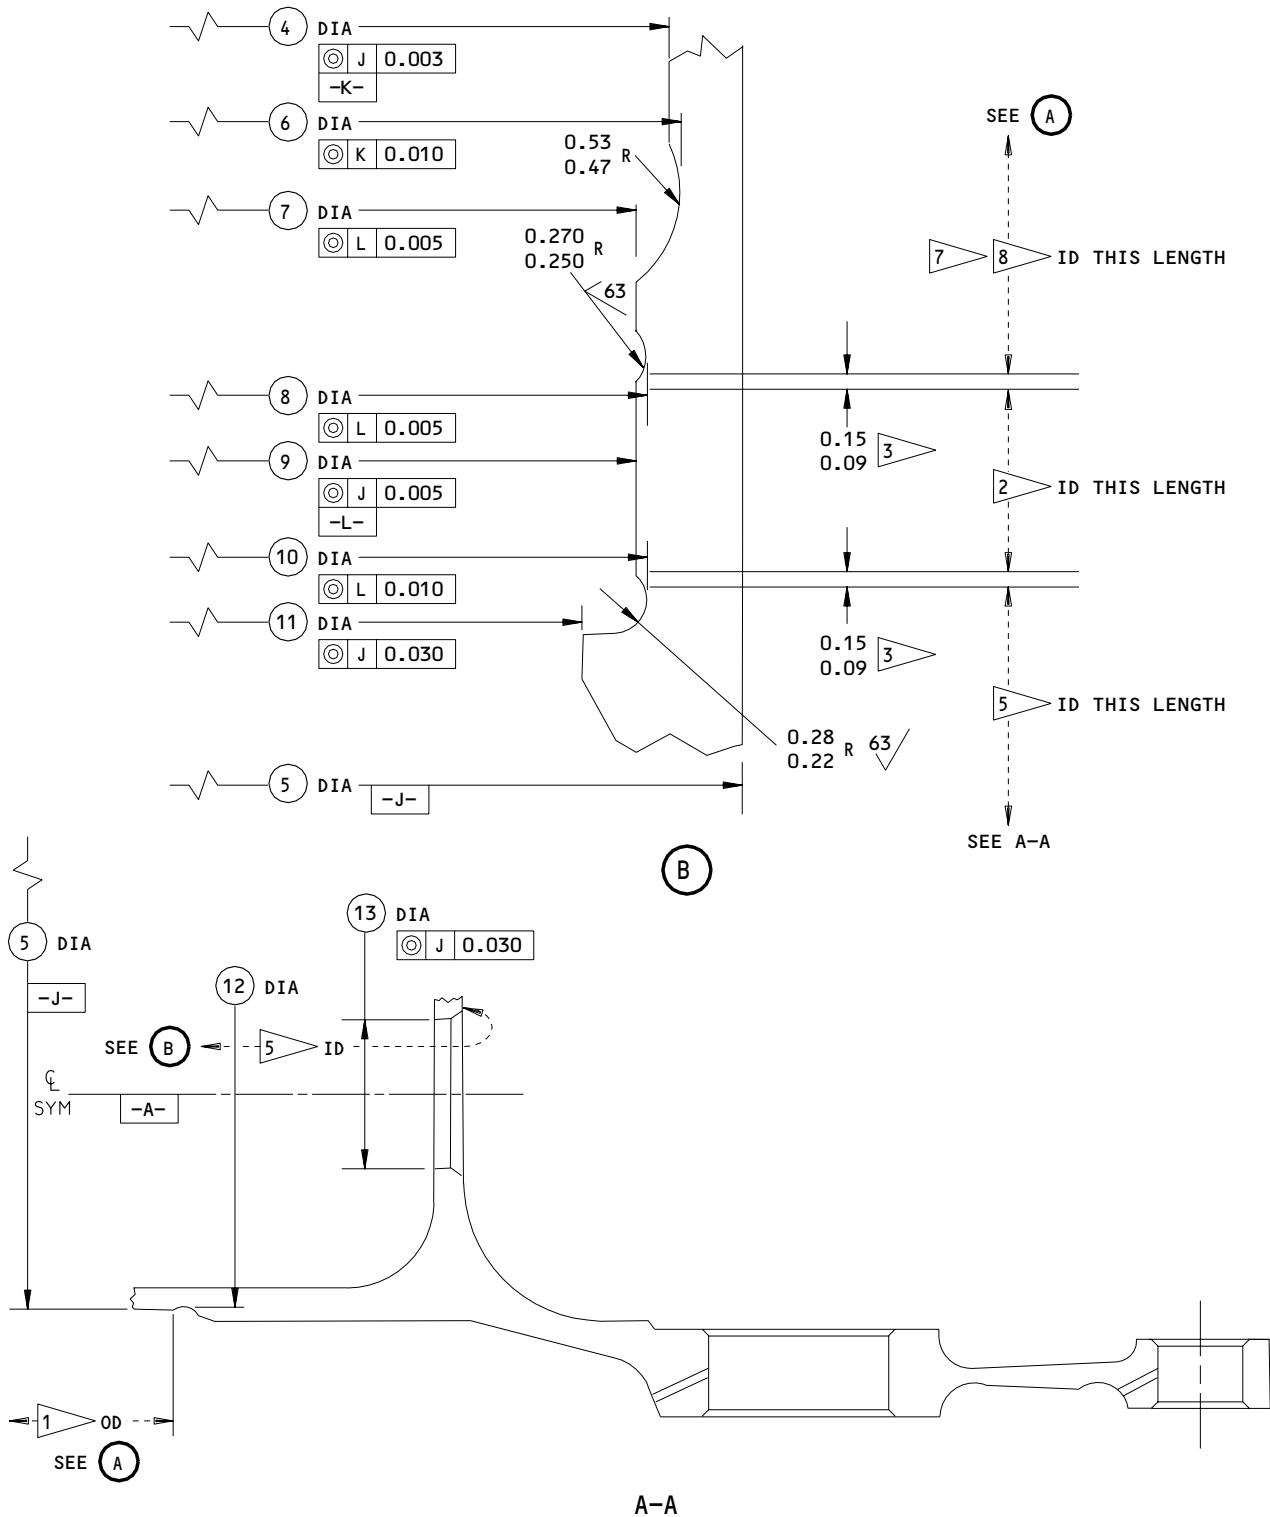 4 DIA
◎ J 0.003
-K-
6 DIA
◎ K 0.010
0.53
0.47 R
SEE A
7 DIA
◎ L 0.005
0.270
0.250 R
63
7 8 ID THIS LENGTH
8 DIA
◎ L 0.005
0.15
0.09 3
9 DIA
◎ J 0.005
-L-
2 ID THIS LENGTH
10 DIA
◎ L 0.010
11 DIA
◎ J 0.030
0.15
0.09 3
5 ID THIS LENGTH
0.28
0.22 R 63
5 DIA -J-
SEE A-A
B
13 DIA
◎ J 0.030
5 DIA
-J-
12 DIA
SEE B 5 ID
℄
SYM -A-
1 OD
SEE A
A-A